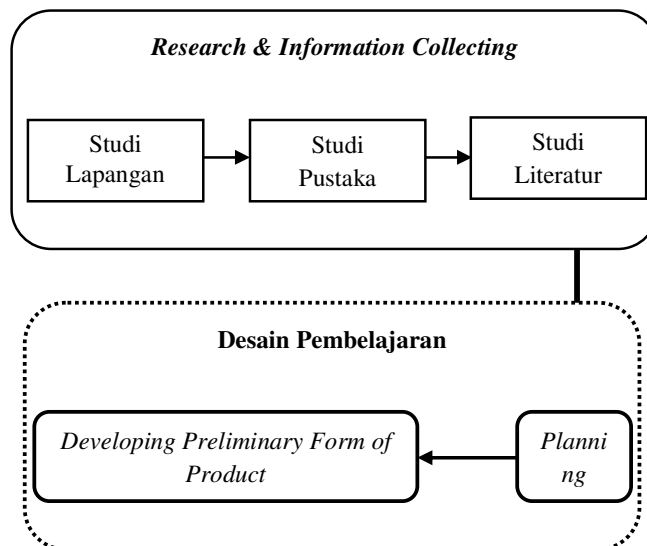 Research & Information Collecting
Studi
Lapangan
Studi
Pustaka
Studi
Literatur
Desain Pembelajaran
Developing Preliminary Form of
Product
Planni
ng